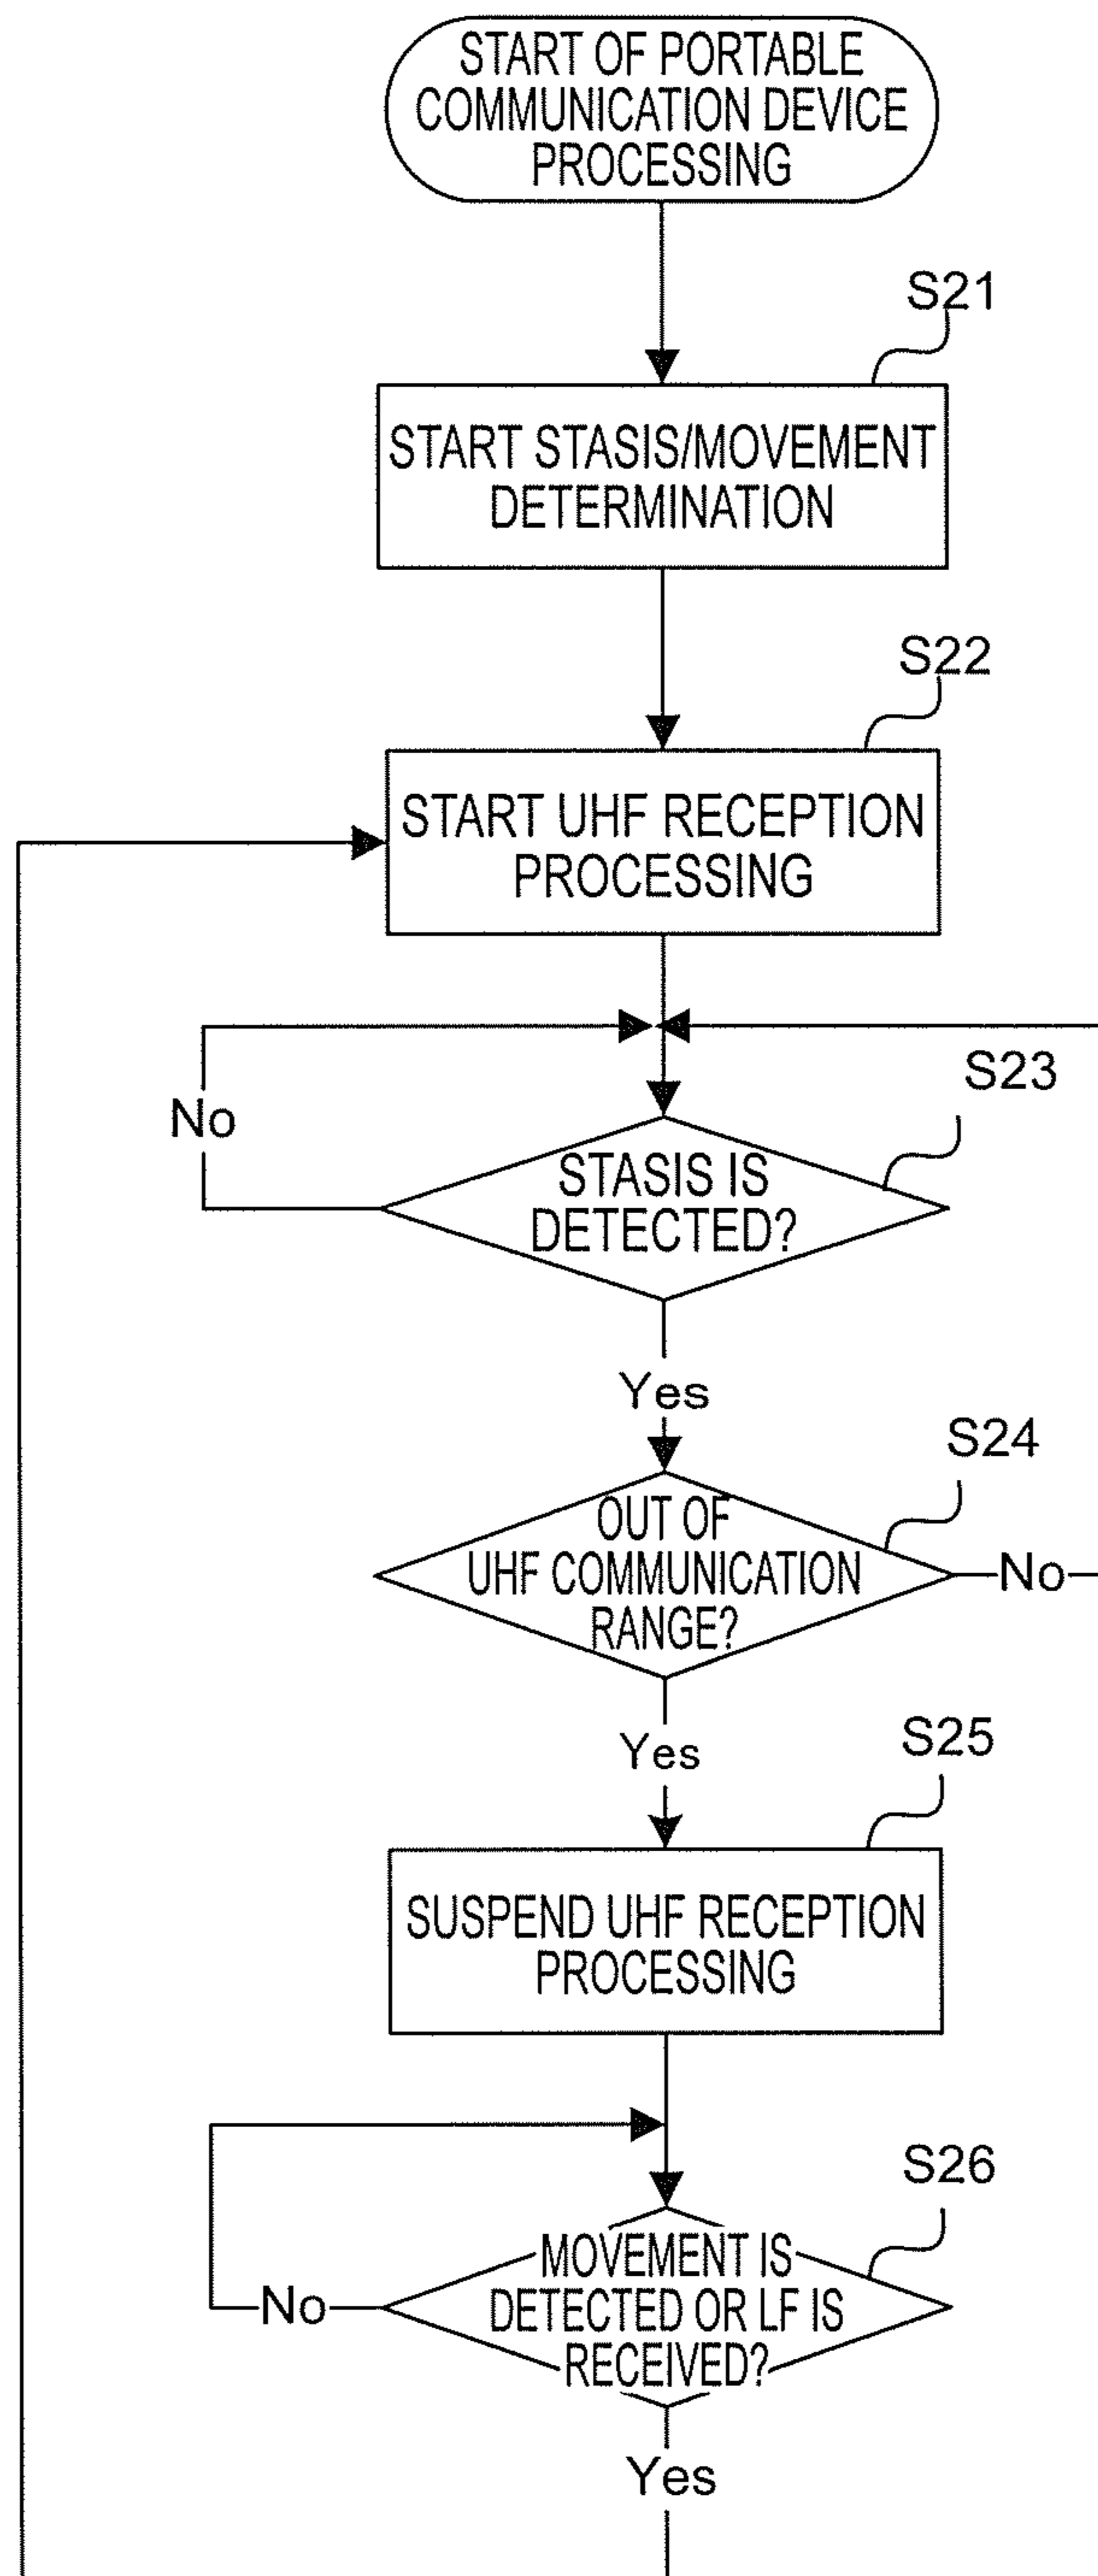 START OF PORTABLE
COMMUNICATION DEVICE
PROCESSING
S21
START STASIS/MOVEMENT
DETERMINATION
S22
START UHF RECEPTION
PROCESSING
S23
No
STASIS IS
DETECTED?
Yes
S24
OUT OF
UHF COMMUNICATION
RANGE?
No
Yes
S25
SUSPEND UHF RECEPTION
PROCESSING
S26
MOVEMENT IS
DETECTED OR LF IS
RECEIVED?
No
Yes